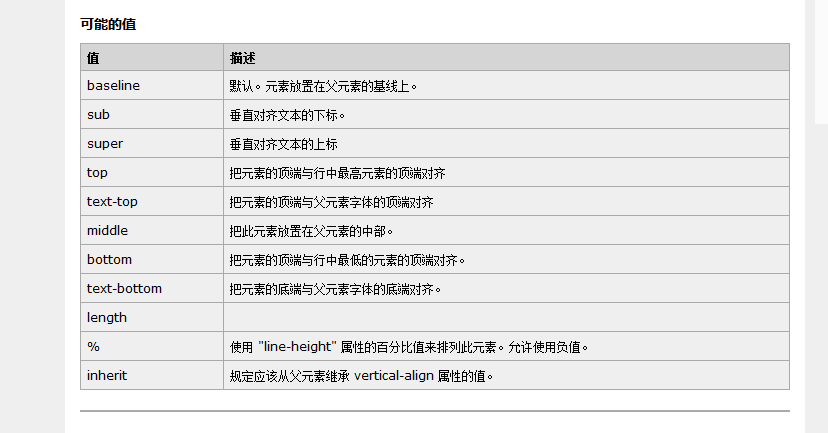 可能的值
值 描述
baseline 默认。元素放置在父元素的基线上。
sub 垂直对齐文本的下标。
super 垂直对齐文本的上标
top 把元素的顶端与行中最高元素的顶端对齐
text-top 把元素的顶端与父元素字体的顶端对齐
middle 把此元素放置在父元素的中部。
bottom 把元素的顶端与行中最低的元素的顶端对齐。
text-bottom 把元素的底端与父元素字体的底端对齐。
length
% 使用 "line-height" 属性的百分比值来排列此元素。允许使用负值。
inherit 规定应该从父元素继承 vertical-align 属性的值。